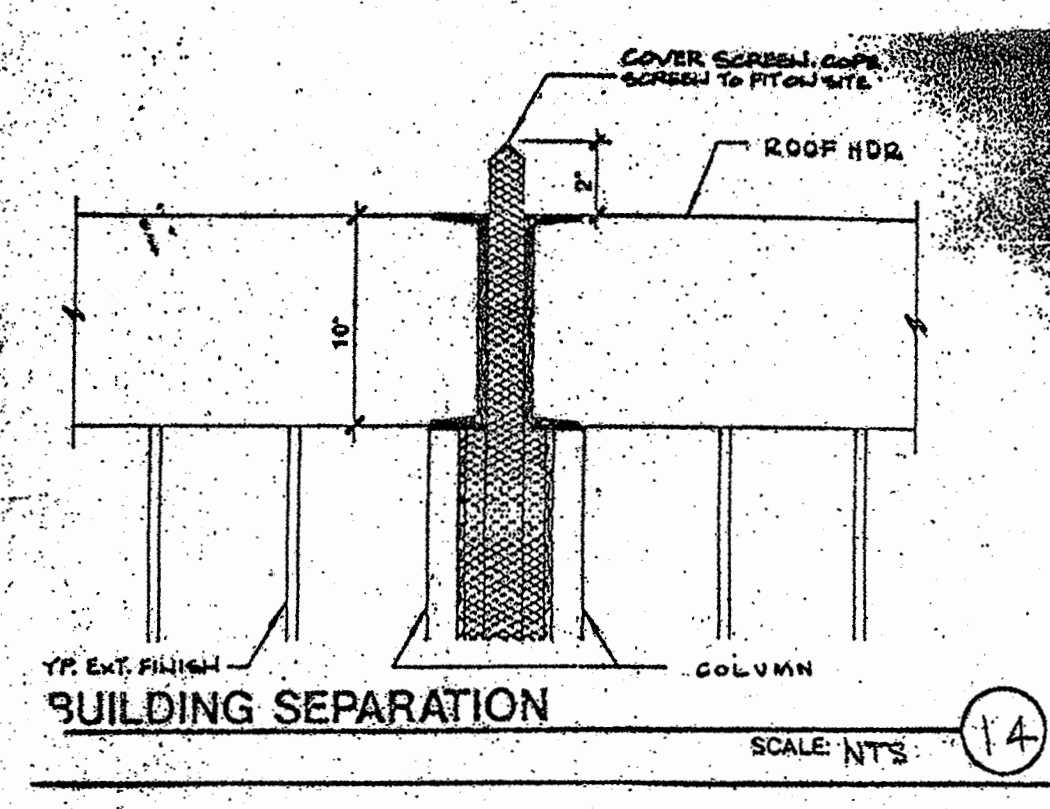 COVER SCREEN. COPE
SCREEN TO FIT ON SITE
ROOF HDR
2"
10"
YP. EXT. FINISH
COLUMN
BUILDING SEPARATION
SCALE: NTS
14